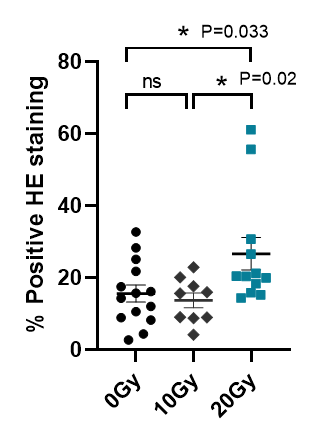 * P=0.033
ns * P=0.02
% Positive HE staining
80
60
40
20
0
0Gy 10Gy 20Gy